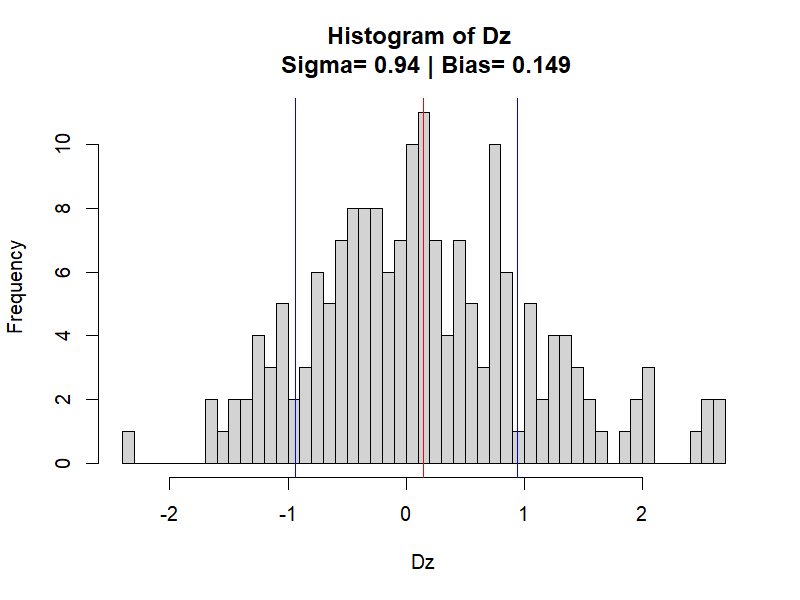 Histogram of Dz
Sigma= 0.94 | Bias= 0.149
Frequency
10
8
6
4
2
0
-2
-1
0
1
2
Dz